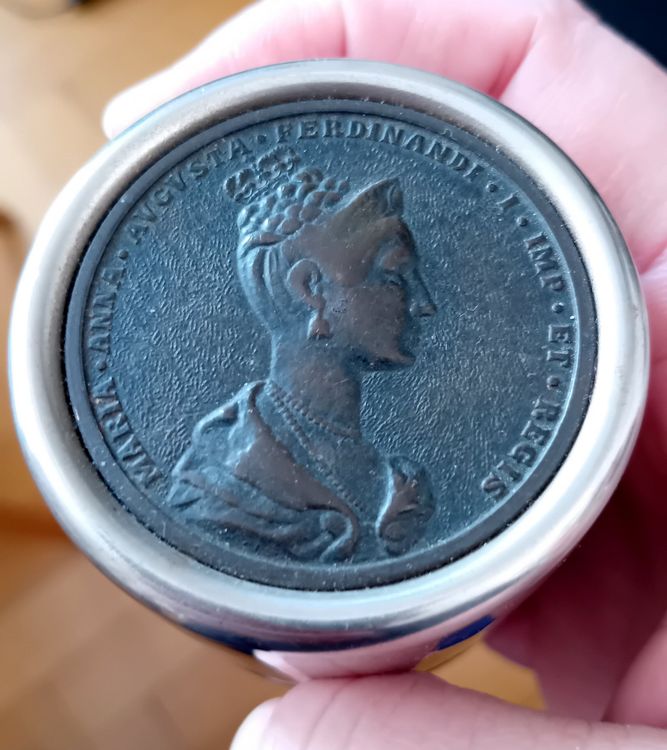 MARIA · ANNA · AVGVSTA · FERDINANDI · I · IMP · ET · REGIS